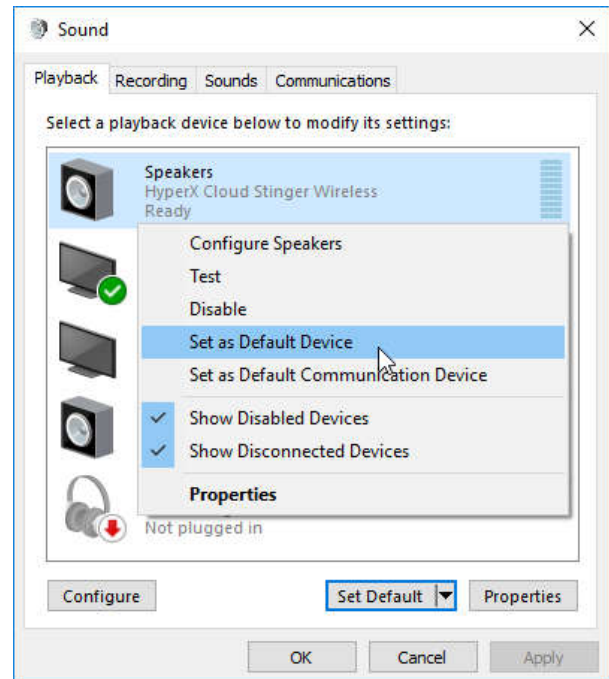 Sound
Playback Recording Sounds Communications
Select a playback device below to modify its settings:
Speakers
HyperX Cloud Stinger Wireless
Ready
Configure Speakers
Test
Disable
Set as Default Device
Set as Default Communication Device
Show Disabled Devices
Show Disconnected Devices
Properties
Not plugged in
Configure Set Default Properties
OK Cancel Apply